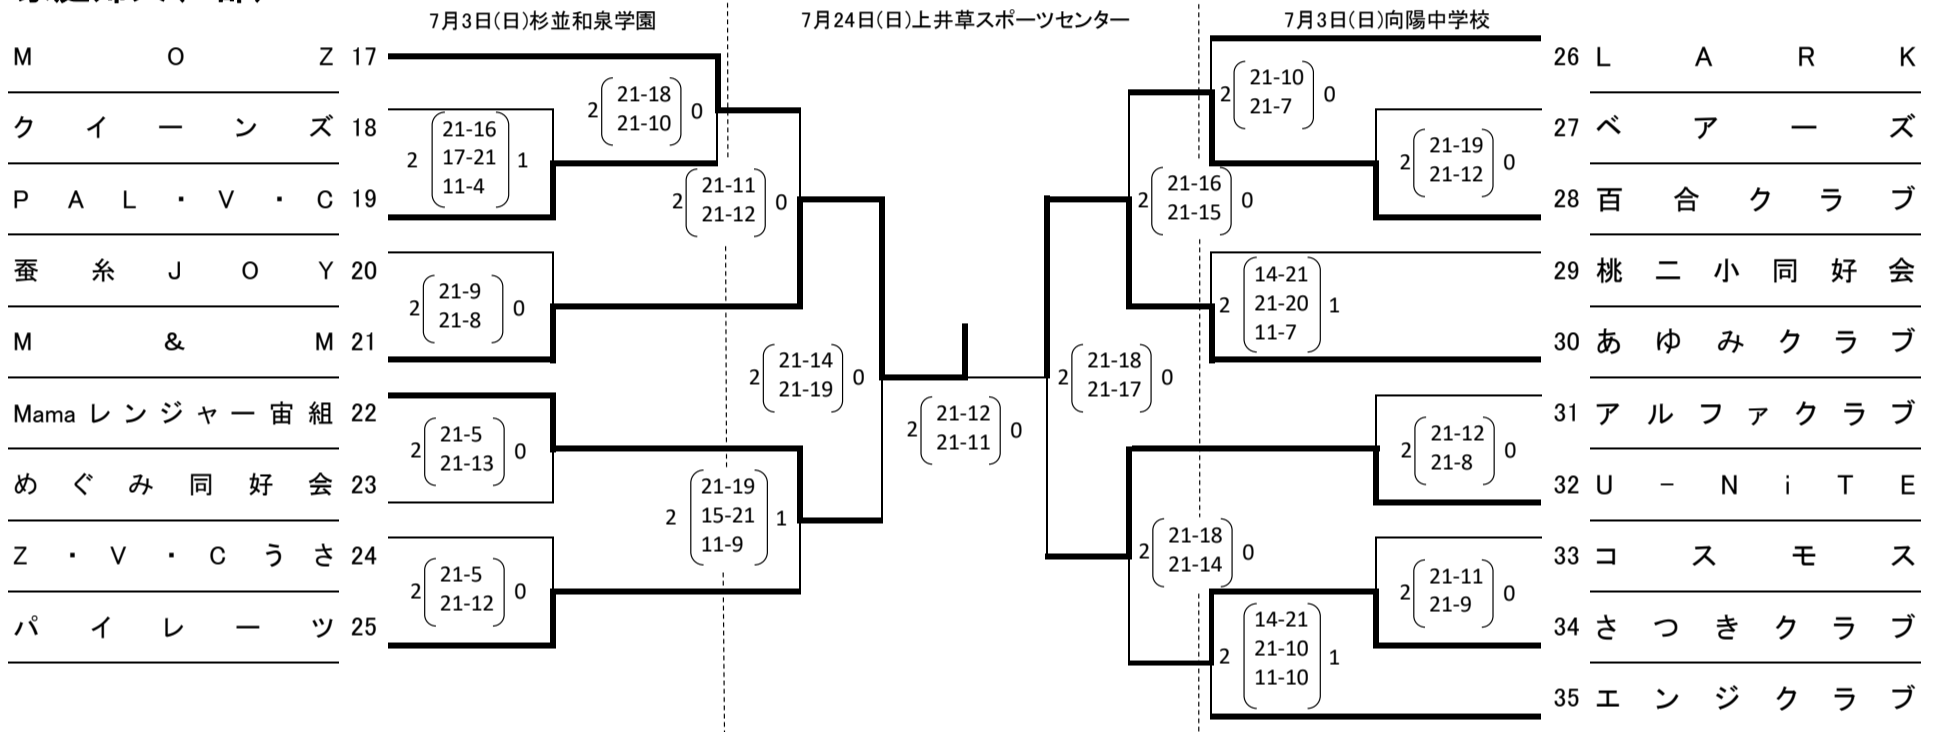 7月3日(日)杉並和泉学園
7月24日(日)上井草スポーツセンター
7月3日(日)向陽中学校
MOZ 17
クイーンズ 18
PAL・V・C 19
蚕糸JOY 20
M&M 21
Mamaレンジャー宙組 22
めぐみ同好会 23
Z・V・Cうさ 24
パイレーツ 25
2 21-18 0
21-10
21-16
2 17-21 1
11-4
2 21-11 0
21-12
2 21-9 0
21-8
2 21-14 0
21-19
2 21-5 0
21-13
21-19
2 15-21 1
11-9
2 21-5 0
21-12
2 21-12 0
21-11
2 21-10 0
21-7
2 21-19 0
21-12
2 21-16 0
21-15
14-21
2 21-20 1
11-7
2 21-18 0
21-17
2 21-12 0
21-8
2 21-18 0
21-14
2 21-11 0
21-9
14-21
2 21-10 1
11-10
26 LARK
27 ベアーズ
28 百合クラブ
29 桃二小同好会
30 あゆみクラブ
31 アルファクラブ
32 U-NiTE
33 コスモス
34 さつきクラブ
35 エンジクラブ